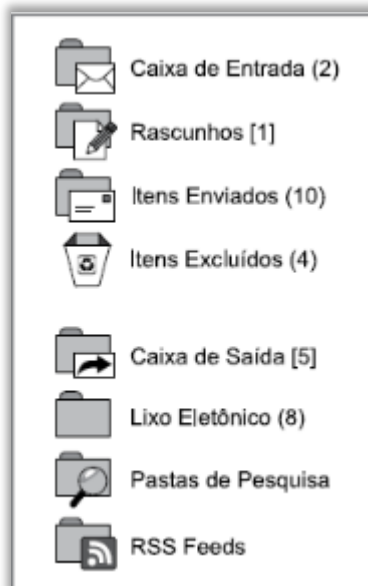 Caixa de Entrada (2)
Rascunhos [1]
Itens Enviados (10)
Itens Excluídos (4)
Caixa de Saída [5]
Lixo Eletônico (8)
Pastas de Pesquisa
RSS Feeds